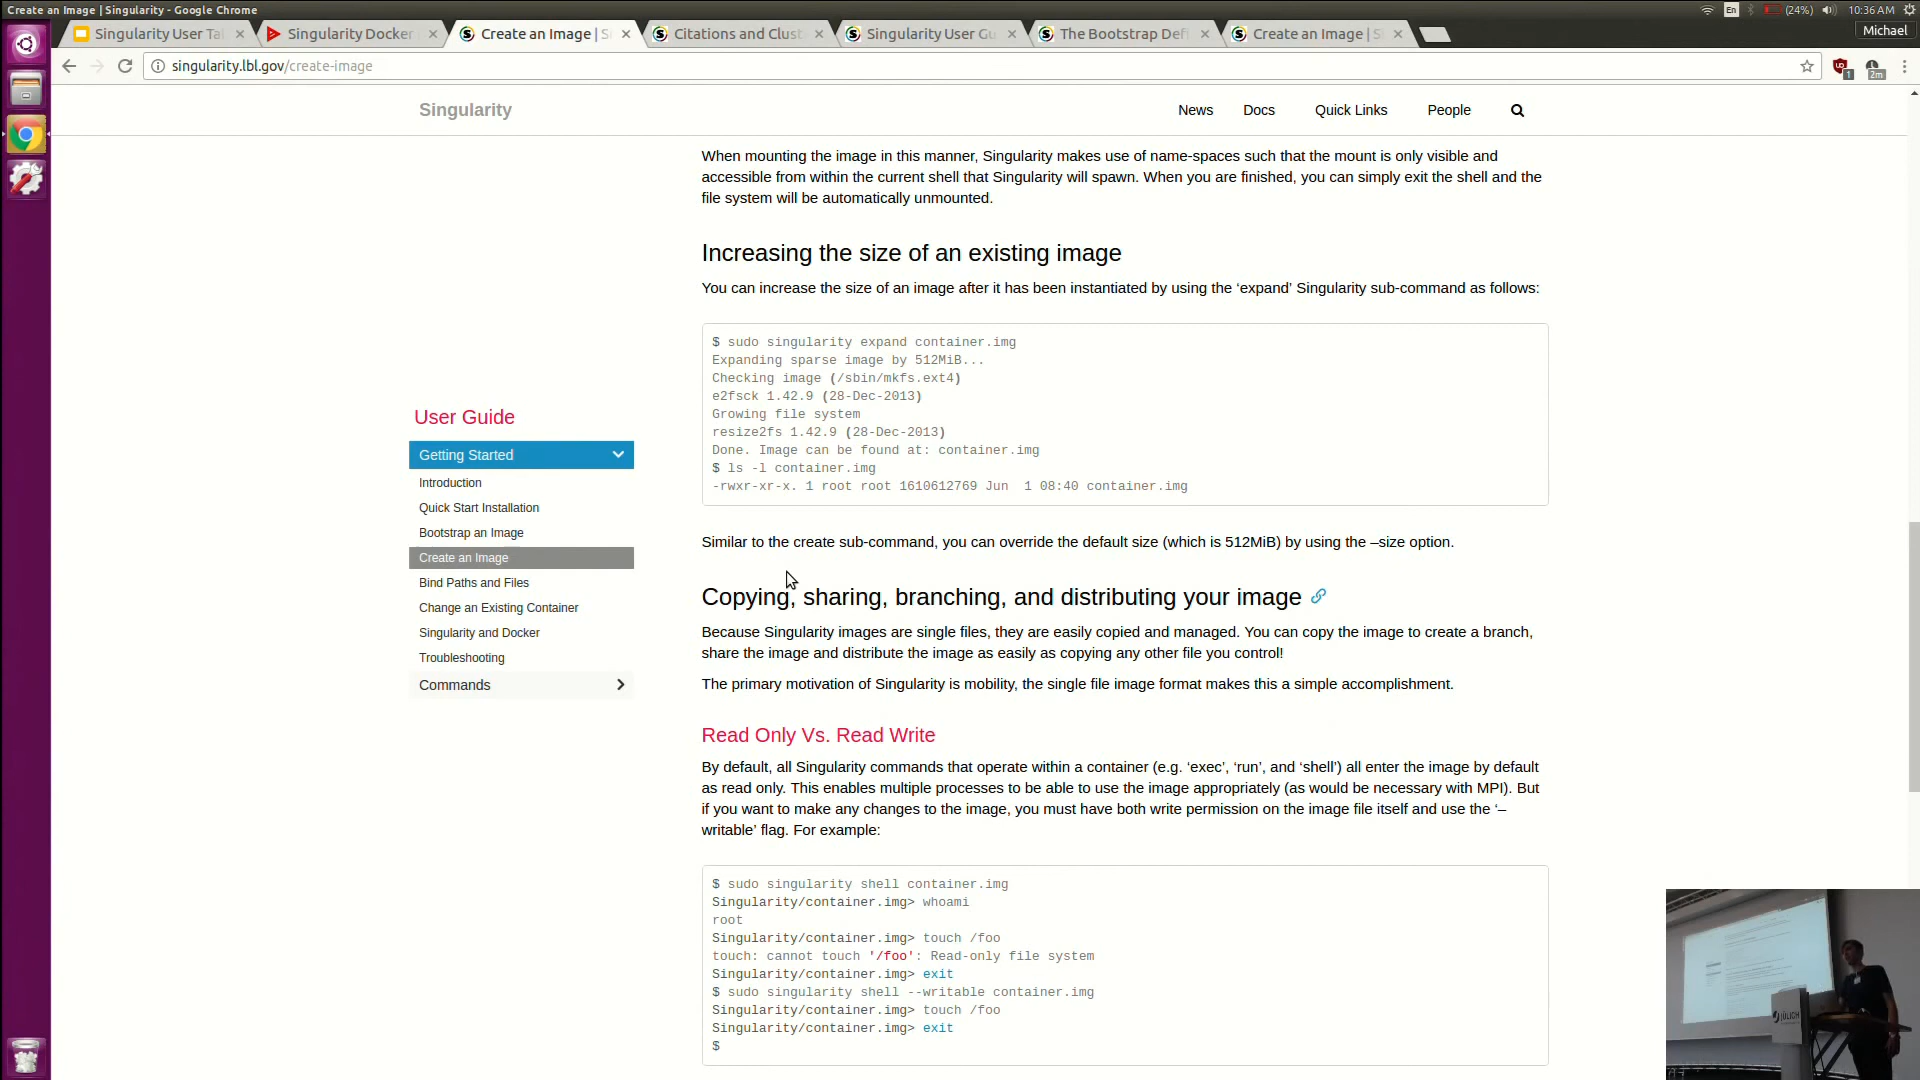 Create an Image | Singularity - Google Chrome
En
(24%)
10:36 AM
Singularity User Ta
Singularity Docker
Create an Image | S
Citations and Clust
Singularity User Gu
The Bootstrap Defi
Create an Image | S
Michael
singularity.lbl.gov/create-image
1
2m
Singularity
News
Docs
Quick Links
People
When mounting the image in this manner, Singularity makes use of name-spaces such that the mount is only visible and
accessible from within the current shell that Singularity will spawn. When you are finished, you can simply exit the shell and the
file system will be automatically unmounted.
Increasing the size of an existing image
You can increase the size of an image after it has been instantiated by using the ‘expand’ Singularity sub-command as follows:
$ sudo singularity expand container.img
Expanding sparse image by 512MiB...
Checking image (/sbin/mkfs.ext4)
e2fsck 1.42.9 (28-Dec-2013)
Growing file system
resize2fs 1.42.9 (28-Dec-2013)
Done. Image can be found at: container.img
$ ls -l container.img
-rwxr-xr-x. 1 root root 1610612769 Jun  1 08:40 container.img
User Guide
Getting Started
Introduction
Quick Start Installation
Bootstrap an Image
Create an Image
Bind Paths and Files
Change an Existing Container
Singularity and Docker
Troubleshooting
Commands
Similar to the create sub-command, you can override the default size (which is 512MiB) by using the –size option.
Copying, sharing, branching, and distributing your image
Because Singularity images are single files, they are easily copied and managed. You can copy the image to create a branch,
share the image and distribute the image as easily as copying any other file you control!
The primary motivation of Singularity is mobility, the single file image format makes this a simple accomplishment.
Read Only Vs. Read Write
By default, all Singularity commands that operate within a container (e.g. ‘exec’, ‘run’, and ‘shell’) all enter the image by default
as read only. This enables multiple processes to be able to use the image appropriately (as would be necessary with MPI). But
if you want to make any changes to the image, you must have both write permission on the image file itself and use the ‘–
writable’ flag. For example:
$ sudo singularity shell container.img
Singularity/container.img> whoami
root
Singularity/container.img> touch /foo
touch: cannot touch '/foo': Read-only file system
Singularity/container.img> exit
$ sudo singularity shell --writable container.img
Singularity/container.img> touch /foo
Singularity/container.img> exit
$
JÜLICH